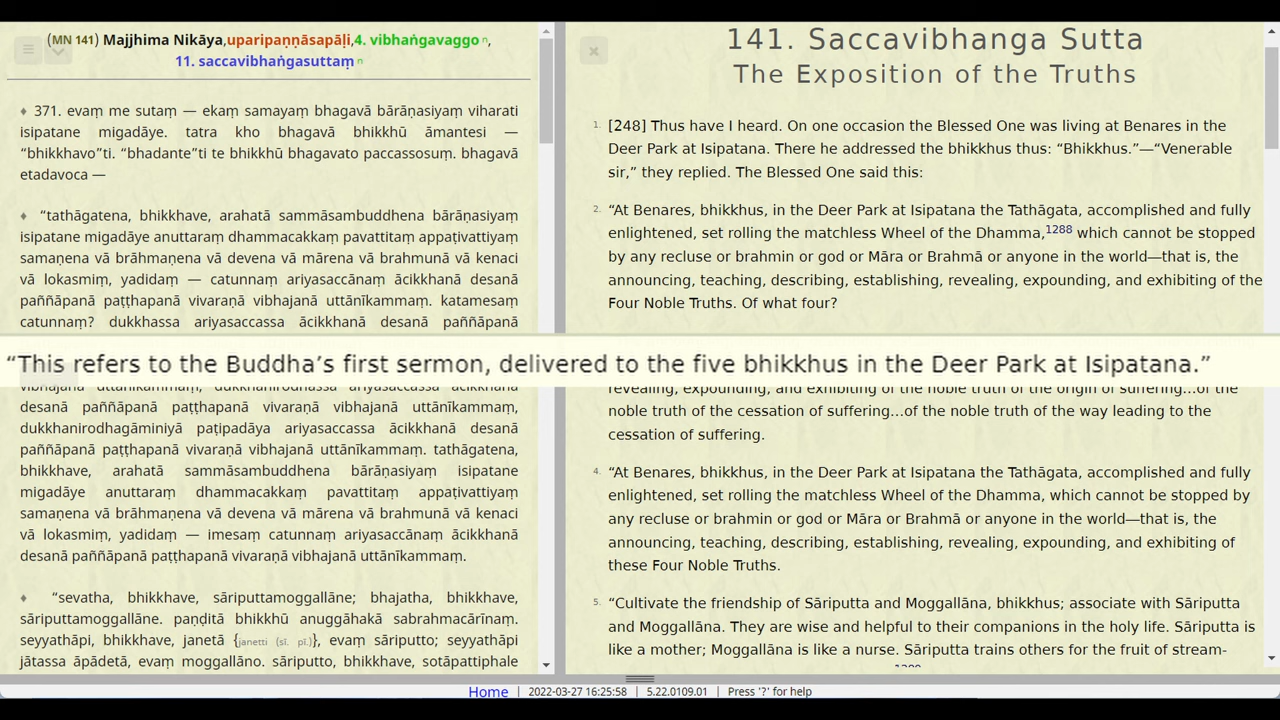 (MN 141) Majjhima Nikāya,uparipaṇṇāsapāḷi,4. vibhaṅgavaggo n,
11. saccavibhaṅgasuttaṃ n
♦ 371. evaṃ me sutaṃ — ekaṃ samayaṃ bhagavā bārāṇasiyaṃ viharati
isipatane migadāye. tatra kho bhagavā bhikkhū āmantesi —
“bhikkhavo”ti. “bhadante”ti te bhikkhū bhagavato paccassosuṃ. bhagavā
etadavoca —
♦ “tathāgatena, bhikkhave, arahatā sammāsambuddhena bārāṇasiyaṃ
isipatane migadāye anuttaraṃ dhammacakkaṃ pavattitaṃ appaṭivattiyaṃ
samaṇena vā brāhmaṇena vā devena vā mārena vā brahmunā vā kenaci
vā lokasmiṃ, yadidaṃ — catunnaṃ ariyasaccānaṃ ācikkhanā desanā
paññāpanā paṭṭhapanā vivaraṇā vibhajanā uttānīkammaṃ. katamesaṃ
catunnaṃ? dukkhassa ariyasaccassa ācikkhanā desanā paññāpanā
vibhajanā uttānīkammaṃ, dukkhanirodhassa ariyasaccassa ācikkhanā
desanā paññāpanā paṭṭhapanā vivaraṇā vibhajanā uttānīkammaṃ,
dukkhanirodhagāminiyā paṭipadāya ariyasaccassa ācikkhanā desanā
paññāpanā paṭṭhapanā vivaraṇā vibhajanā uttānīkammaṃ. tathāgatena,
bhikkhave, arahatā sammāsambuddhena bārāṇasiyaṃ isipatane
migadāye anuttaraṃ dhammacakkaṃ pavattitaṃ appaṭivattiyaṃ
samaṇena vā brāhmaṇena vā devena vā mārena vā brahmunā vā kenaci
vā lokasmiṃ, yadidaṃ — imesaṃ catunnaṃ ariyasaccānaṃ ācikkhanā
desanā paññāpanā paṭṭhapanā vivaraṇā vibhajanā uttānīkammaṃ.
♦ “sevatha, bhikkhave, sāriputtamoggallāne; bhajatha, bhikkhave,
sāriputtamoggallāne. paṇḍitā bhikkhū anuggāhakā sabrahmacārīnaṃ.
seyyathāpi, bhikkhave, janetā {janetti (sī. pī.)}, evaṃ sāriputto; seyyathāpi
jātassa āpādetā, evaṃ moggallāno. sāriputto, bhikkhave, sotāpattiphale
141. Saccavibhanga Sutta
The Exposition of the Truths
1. [248] Thus have I heard. On one occasion the Blessed One was living at Benares in the
Deer Park at Isipatana. There he addressed the bhikkhus thus: “Bhikkhus.”—“Venerable
sir,” they replied. The Blessed One said this:
2. “At Benares, bhikkhus, in the Deer Park at Isipatana the Tathāgata, accomplished and fully
enlightened, set rolling the matchless Wheel of the Dhamma,1288 which cannot be stopped
by any recluse or brahmin or god or Māra or Brahmā or anyone in the world—that is, the
announcing, teaching, describing, establishing, revealing, expounding, and exhibiting of the
Four Noble Truths. Of what four?
“This refers to the Buddha’s first sermon, delivered to the five bhikkhus in the Deer Park at Isipatana.”
revealing, expounding, and exhibiting of the noble truth of the origin of suffering…of the
noble truth of the cessation of suffering…of the noble truth of the way leading to the
cessation of suffering.
4. “At Benares, bhikkhus, in the Deer Park at Isipatana the Tathāgata, accomplished and fully
enlightened, set rolling the matchless Wheel of the Dhamma, which cannot be stopped by
any recluse or brahmin or god or Māra or Brahmā or anyone in the world—that is, the
announcing, teaching, describing, establishing, revealing, expounding, and exhibiting of
these Four Noble Truths.
5. “Cultivate the friendship of Sāriputta and Moggallāna, bhikkhus; associate with Sāriputta
and Moggallāna. They are wise and helpful to their companions in the holy life. Sāriputta is
like a mother; Moggallāna is like a nurse. Sāriputta trains others for the fruit of stream-
Home | 2022-03-27 16:25:58 | 5.22.0109.01 | Press '?' for help